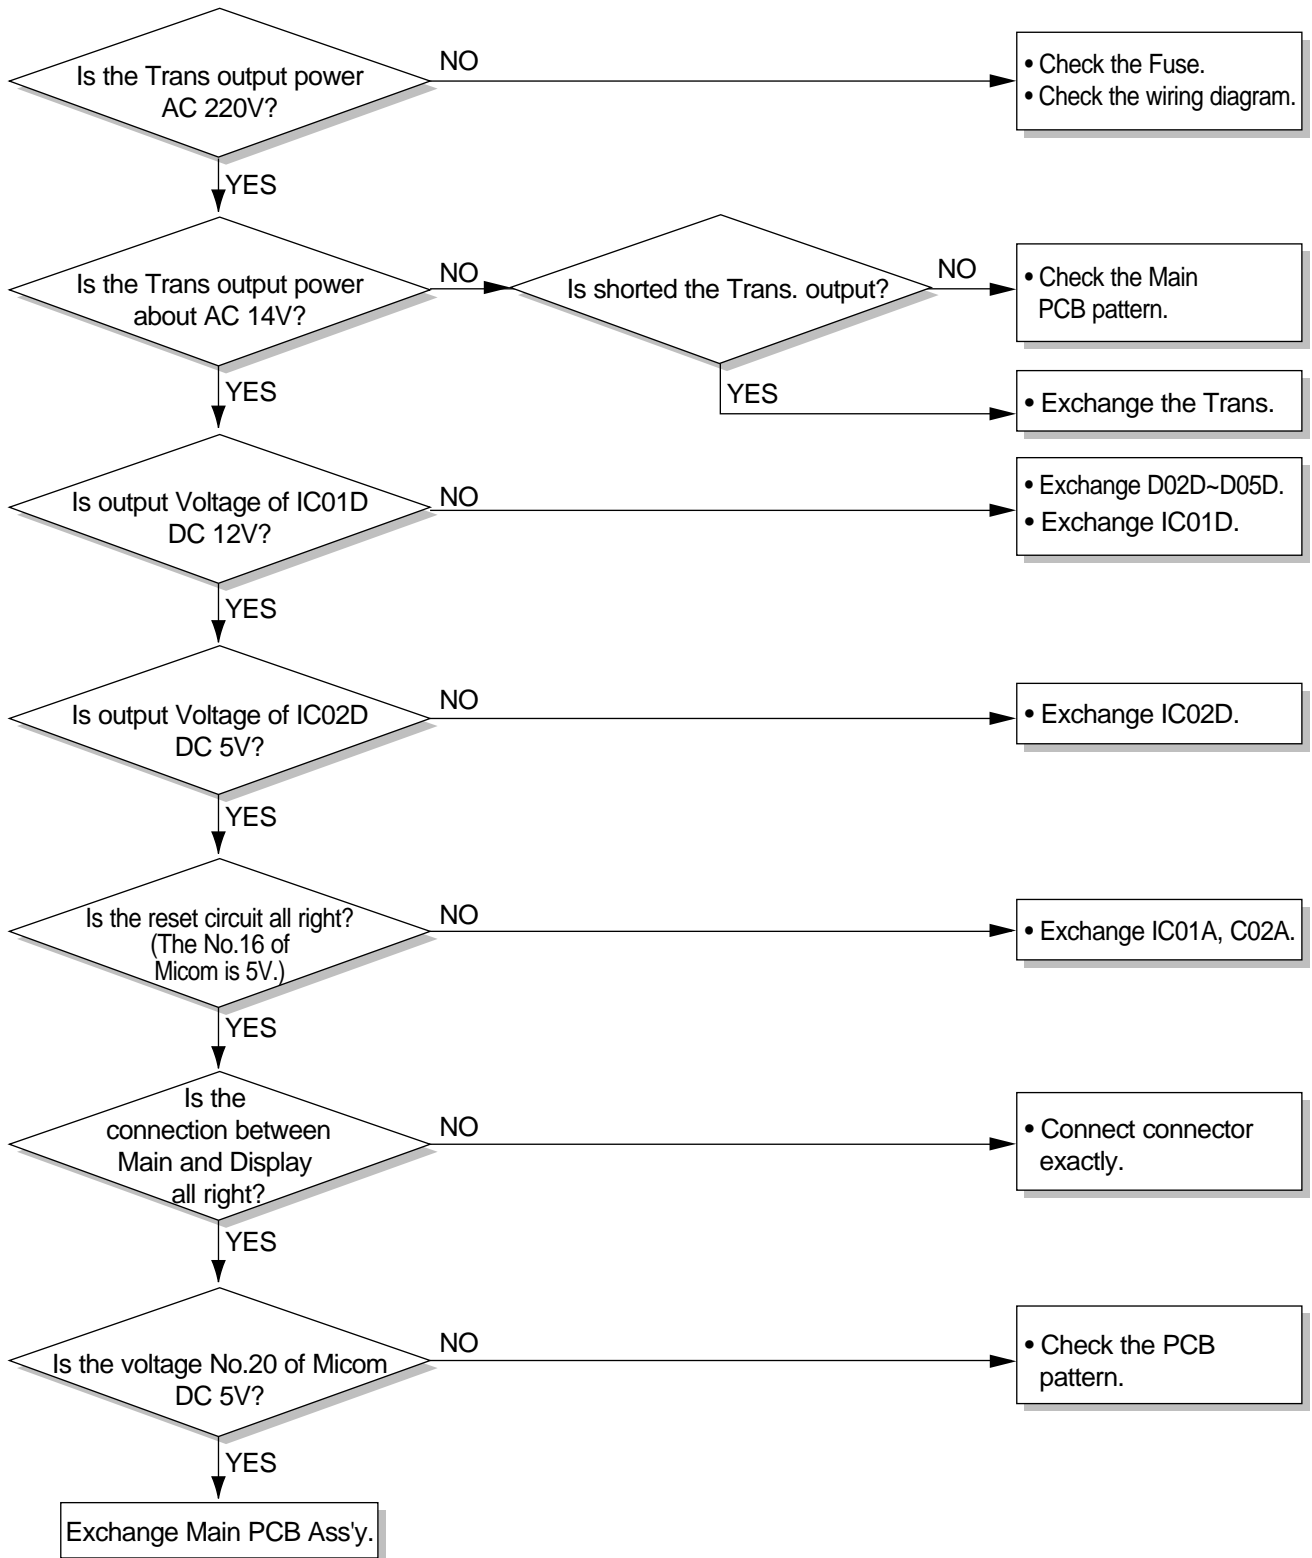 Is the Trans output power
AC 220V?
NO
• Check the Fuse.
• Check the wiring diagram.
YES
Is the Trans output power
about AC 14V?
NO
Is shorted the Trans. output?
NO
• Check the Main
PCB pattern.
YES
YES
• Exchange the Trans.
Is output Voltage of IC01D
DC 12V?
NO
• Exchange D02D~D05D.
• Exchange IC01D.
YES
Is output Voltage of IC02D
DC 5V?
NO
• Exchange IC02D.
YES
Is the reset circuit all right?
(The No.16 of
Micom is 5V.)
NO
• Exchange IC01A, C02A.
YES
Is the
connection between
Main and Display
all right?
NO
• Connect connector
exactly.
YES
Is the voltage No.20 of Micom
DC 5V?
NO
• Check the PCB
pattern.
YES
Exchange Main PCB Ass'y.